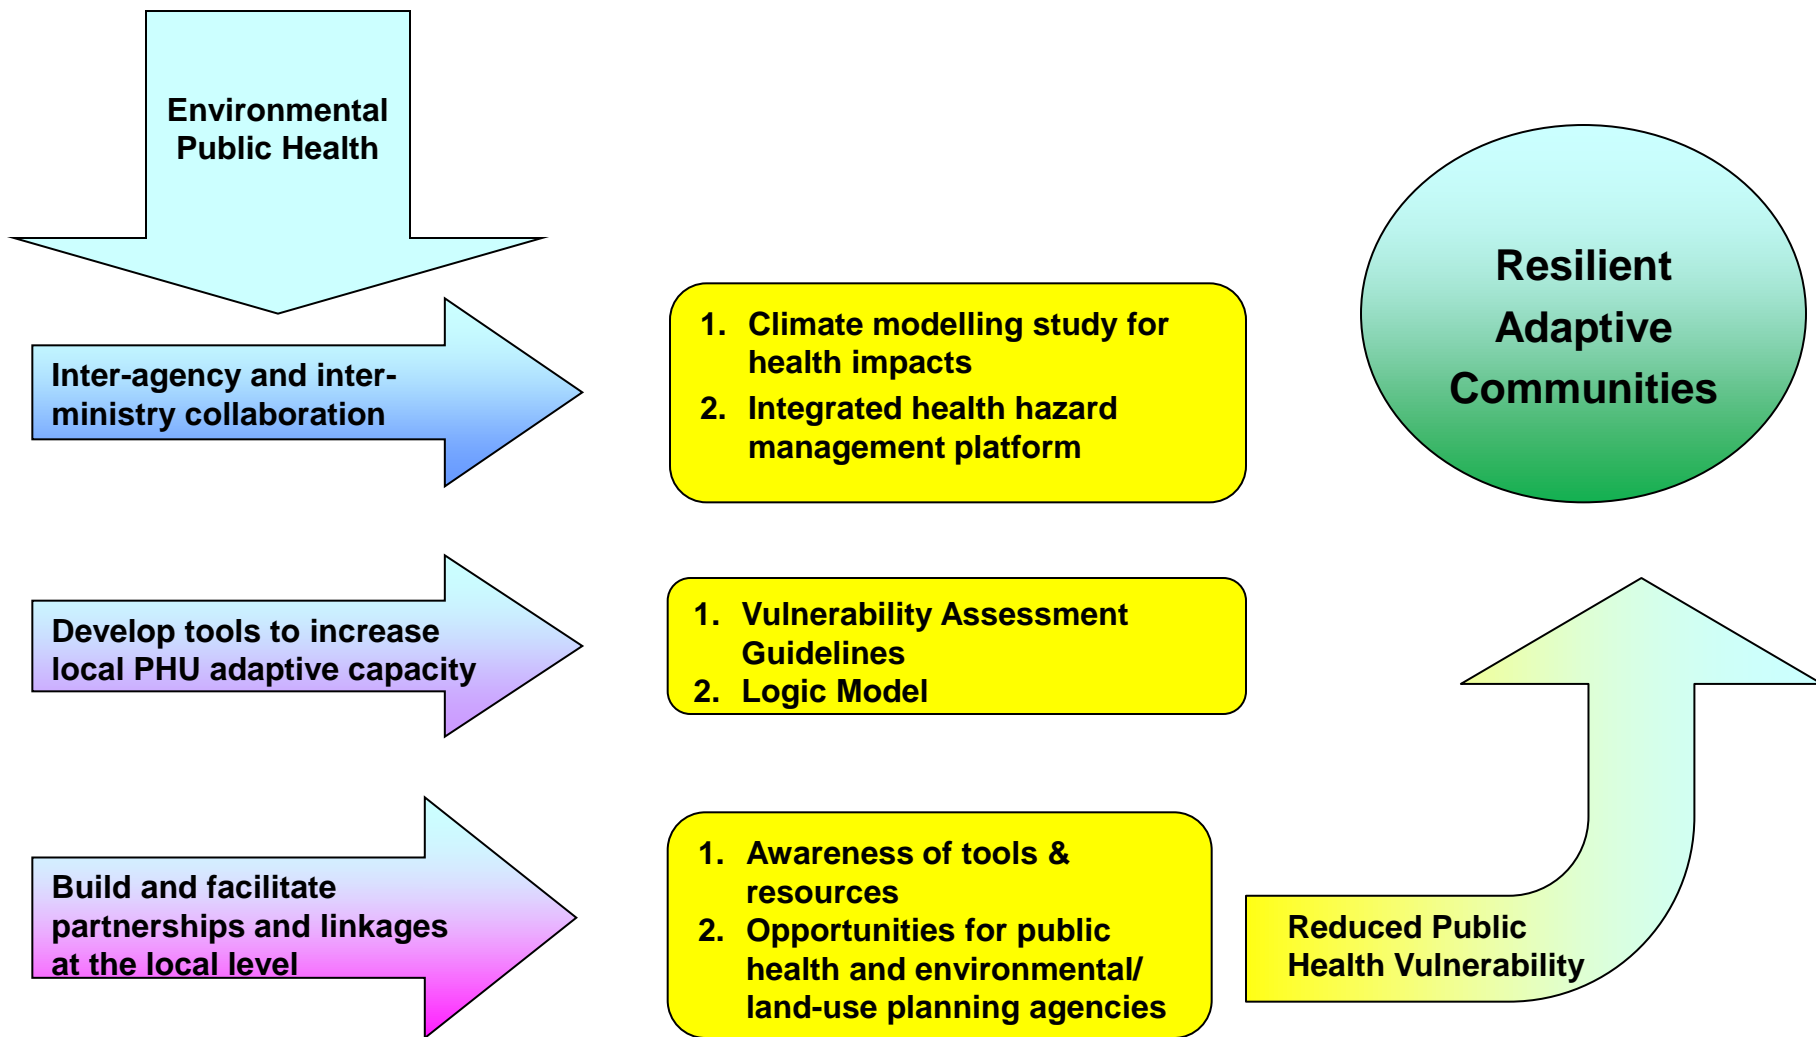 Environmental
Public Health
Inter-agency and inter-
ministry collaboration
1. Climate modelling study for
health impacts
2. Integrated health hazard
management platform
Resilient
Adaptive
Communities
Develop tools to increase
local PHU adaptive capacity
1. Vulnerability Assessment
Guidelines
2. Logic Model
Build and facilitate
partnerships and linkages
at the local level
1. Awareness of tools &
resources
2. Opportunities for public
health and environmental/
land-use planning agencies
Reduced Public
Health Vulnerability